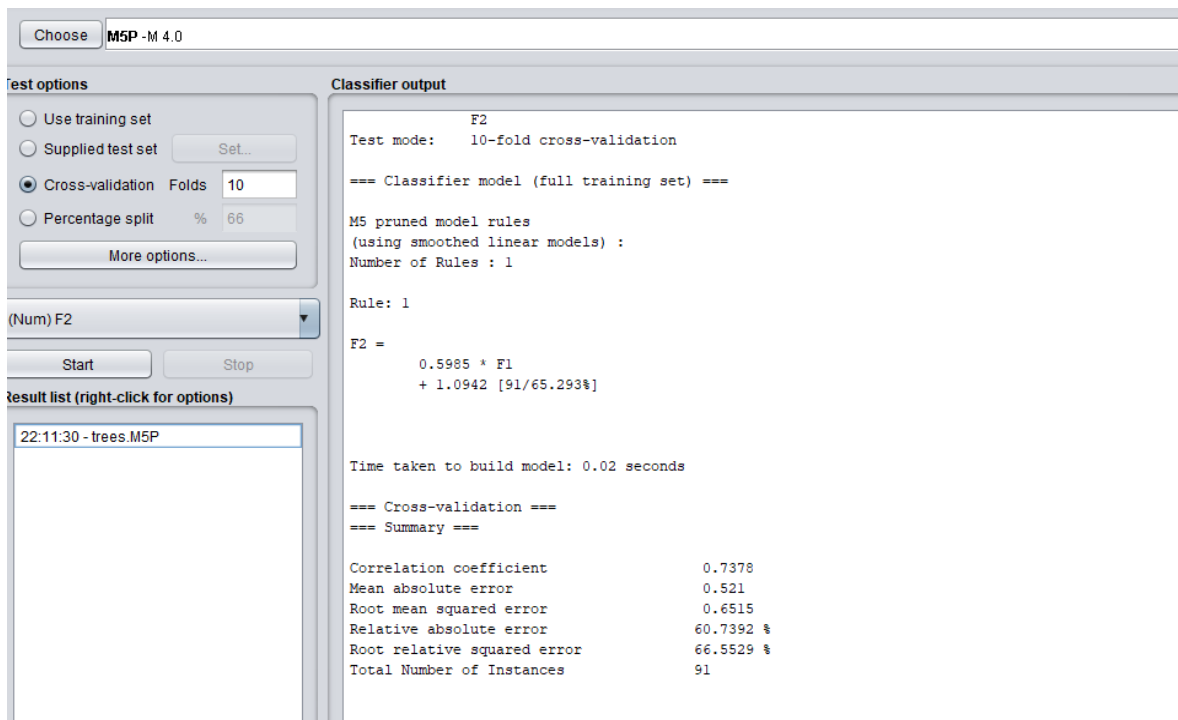 Choose M5P -M 4.0
Test options
Use training set
Supplied test set Set...
Cross-validation Folds 10
Percentage split % 66
More options...
(Num) F2
Start Stop
Result list (right-click for options)
22:11:30 - trees.M5P
Classifier output
F2
Test mode: 10-fold cross-validation
=== Classifier model (full training set) ===
M5 pruned model rules
(using smoothed linear models) :
Number of Rules : 1
Rule: 1
F2 =
0.5985 * F1
+ 1.0942 [91/65.293%]
Time taken to build model: 0.02 seconds
=== Cross-validation ===
=== Summary ===
Correlation coefficient 0.7378
Mean absolute error 0.521
Root mean squared error 0.6515
Relative absolute error 60.7392 %
Root relative squared error 66.5529 %
Total Number of Instances 91